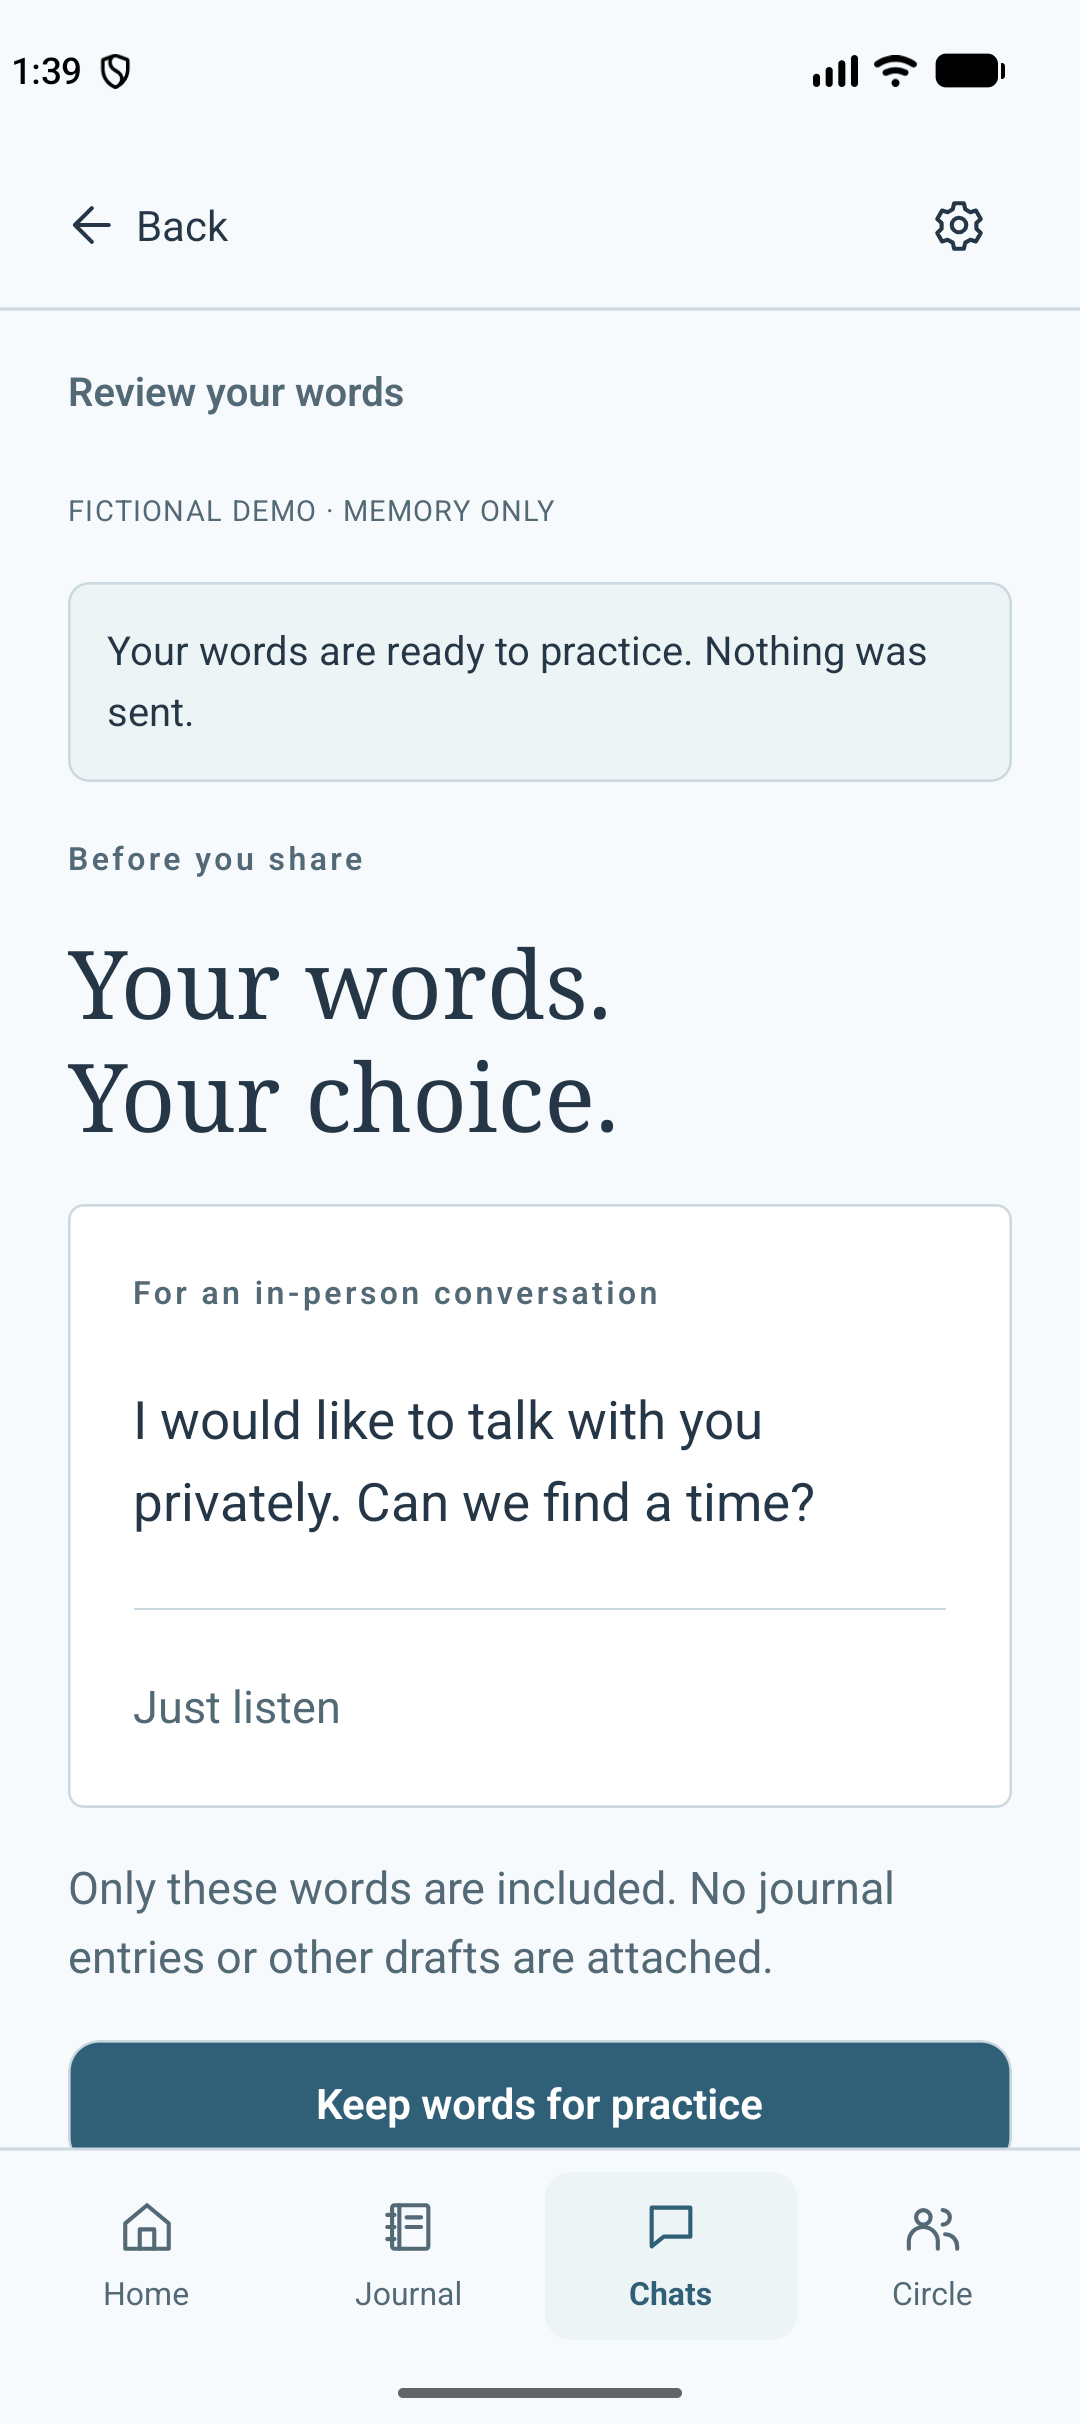 1:39
Back
Review your words
FICTIONAL DEMO · MEMORY ONLY
Your words are ready to practice. Nothing was
sent.
Before you share
Your words.
Your choice.
For an in-person conversation
I would like to talk with you
privately. Can we find a time?
Just listen
Only these words are included. No journal
entries or other drafts are attached.
Keep words for practice
Home
Journal
Chats
Circle